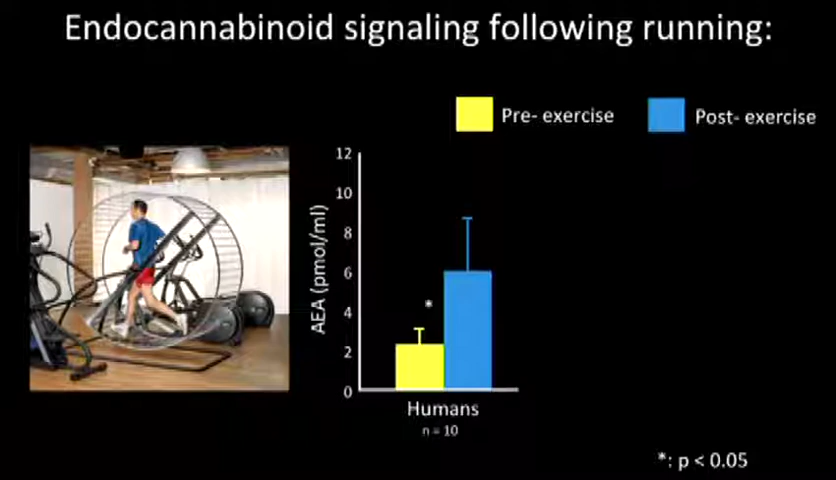 Endocannabinoid signaling following running:
Pre- exercise
Post- exercise
12
10
8
6
4
2
0
AEA (pmol/ml)
*
Humans
n = 10
*: p < 0.05